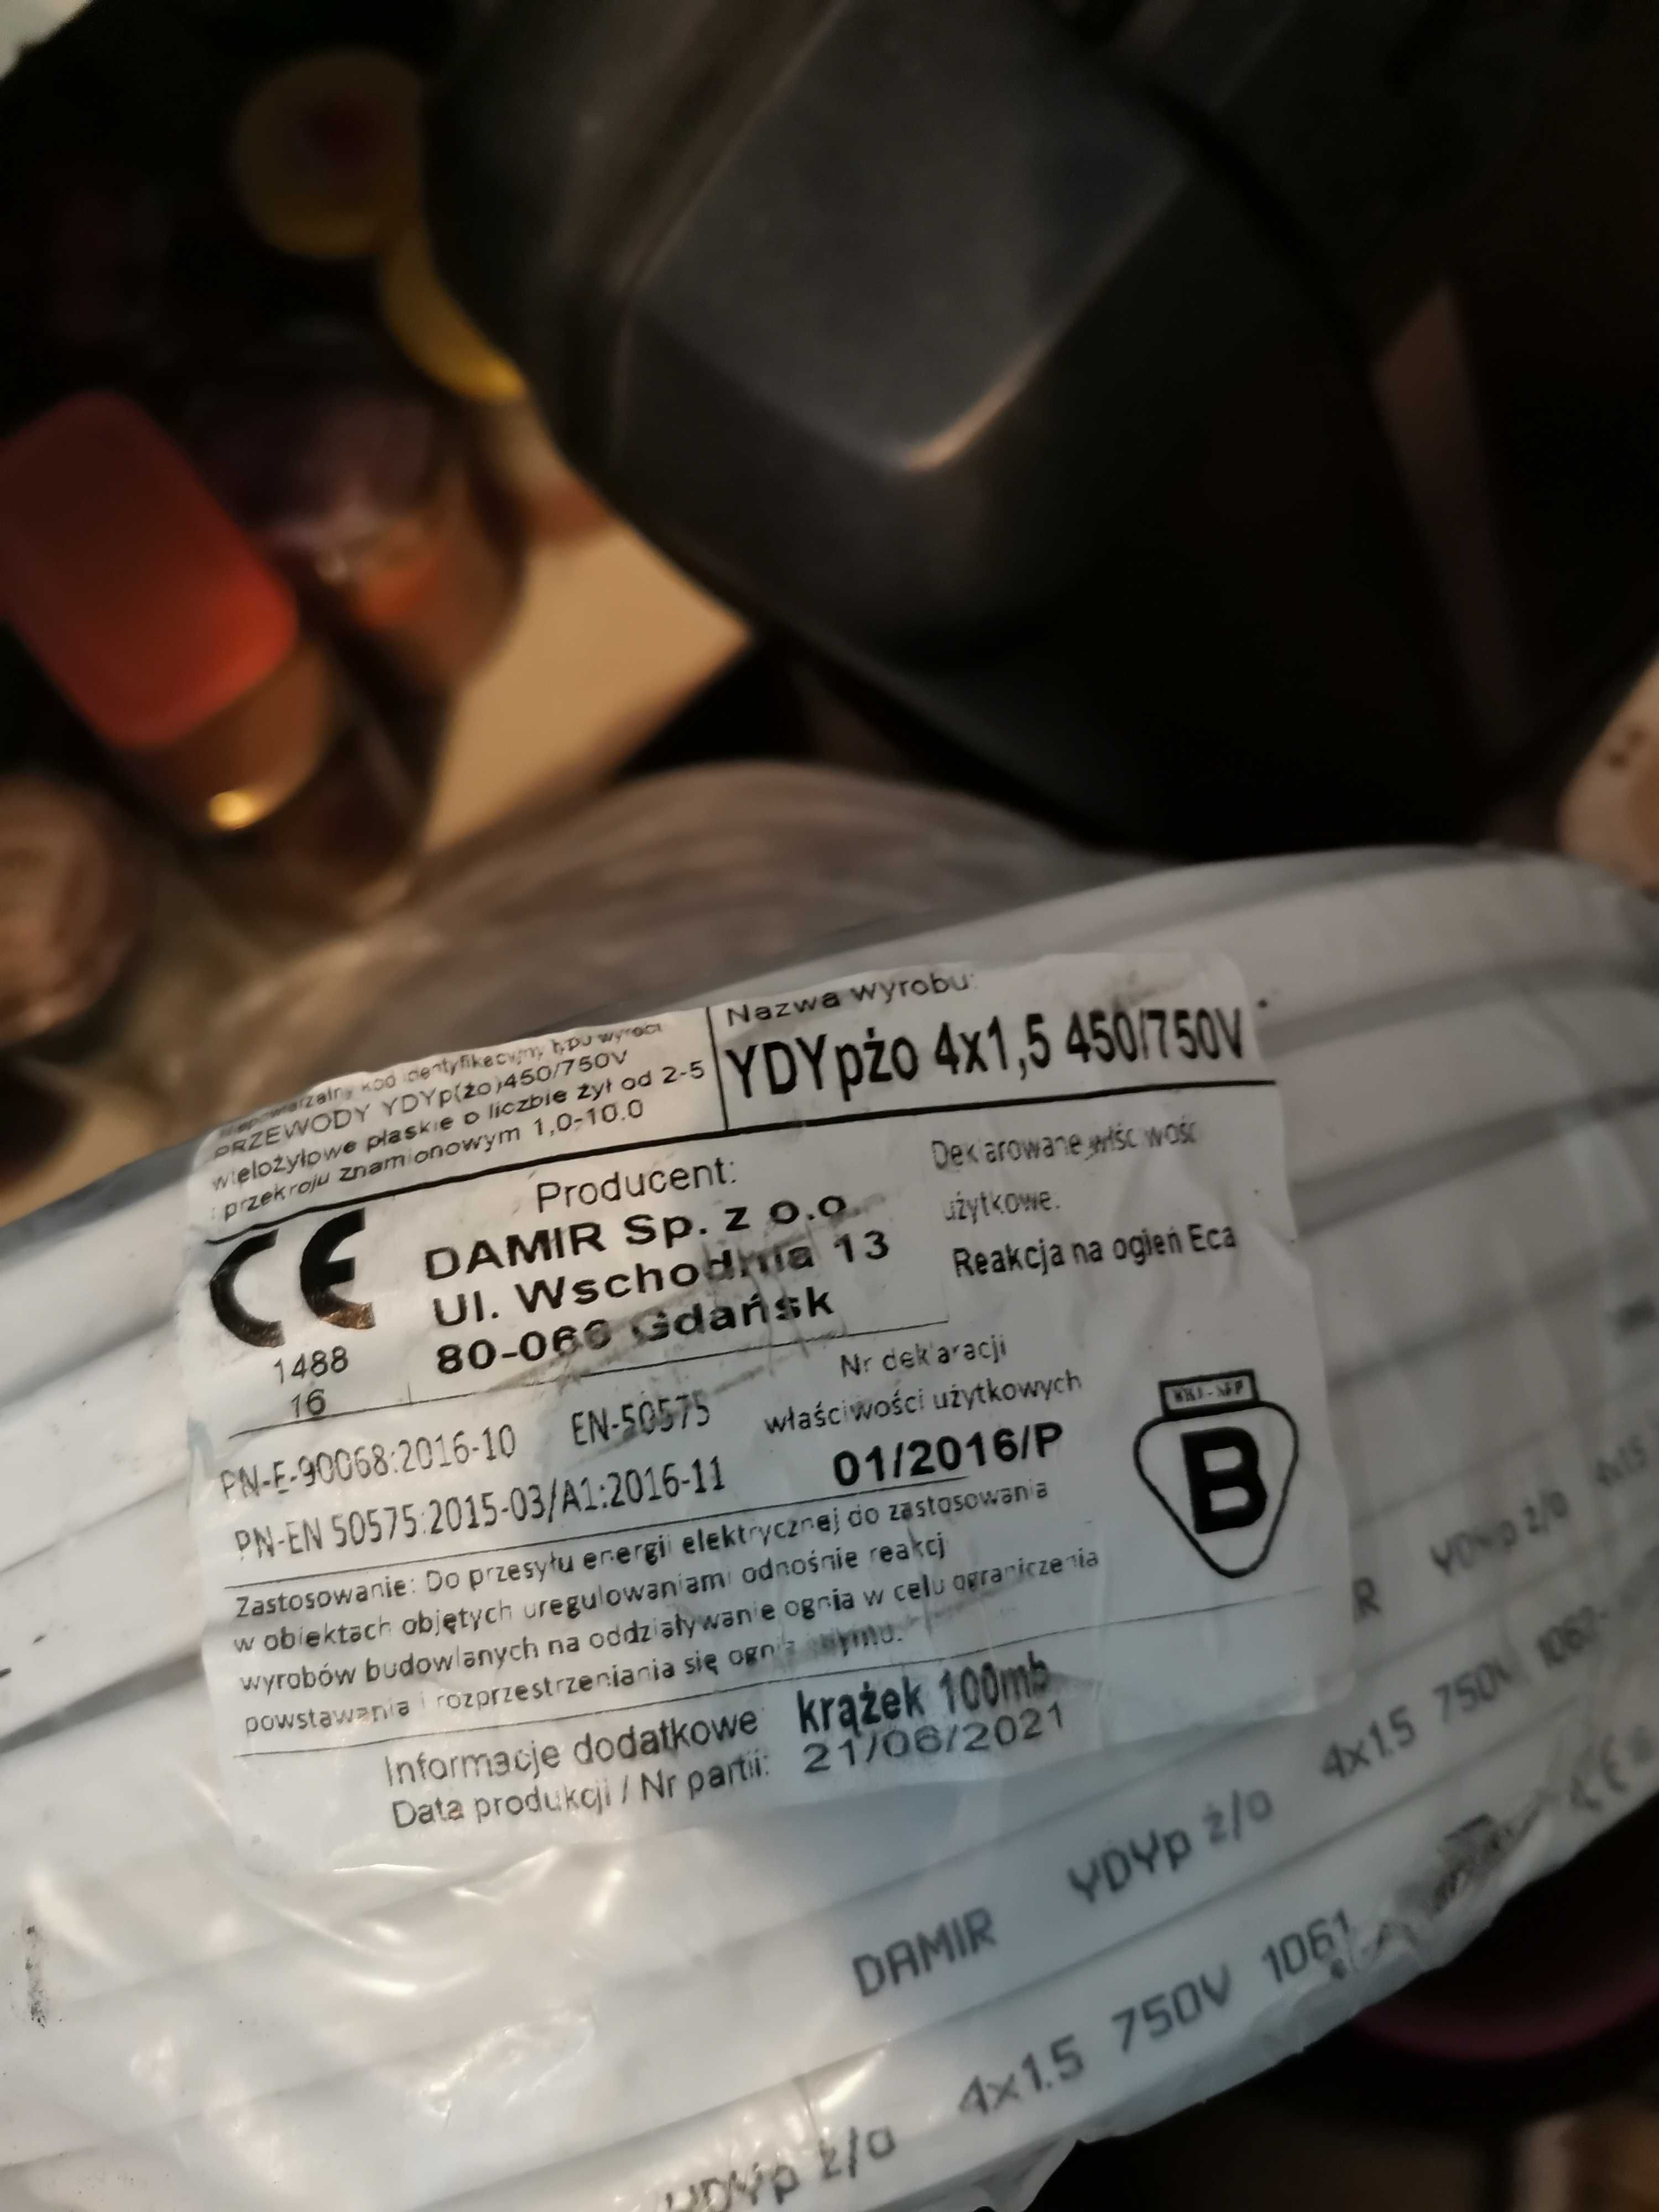 kod identyfikacyjny typu wyrobu
PRZEWODY YDYp(żo)450/750V
wielożyłowe płaskie o liczbie żył od 2-5
przekroju znamionowym 1,0-10.0
Nazwa wyrobu:
YDYpżo 4x1,5 450/750V
CE
1488
16
Producent:
DAMIR Sp. z o.o.
Ul. Wschodnia 13
80-060 Gdańsk
Deklarowane
użytkowe:
Reakcja na ogień Eca
PN-E-90068:2016-10 EN-50575
PN-EN 50575:2015-03/A1:2016-11
Nr deklaracji
właściwości użytkowych
01/2016/P
B
Zastosowanie: Do przesyłu energii elektrycznej do zastosowania
w obiektach objętych uregulowaniami odnośnie reakcj
wyrobów budowlanych na oddziaływanie ognia w celu ograniczenia
powstawania i rozprzestrzeniania się ognia i dymu.
Informacje dodatkowe krążek 100mb
Data produkcji / Nr partii: 21/06/2021
R YDYp ż/o 4x1.5
DAMIR YDYp ż/o 4x1.5 750V 1062
YDYp ż/o 4x1.5 750V 1061 CE